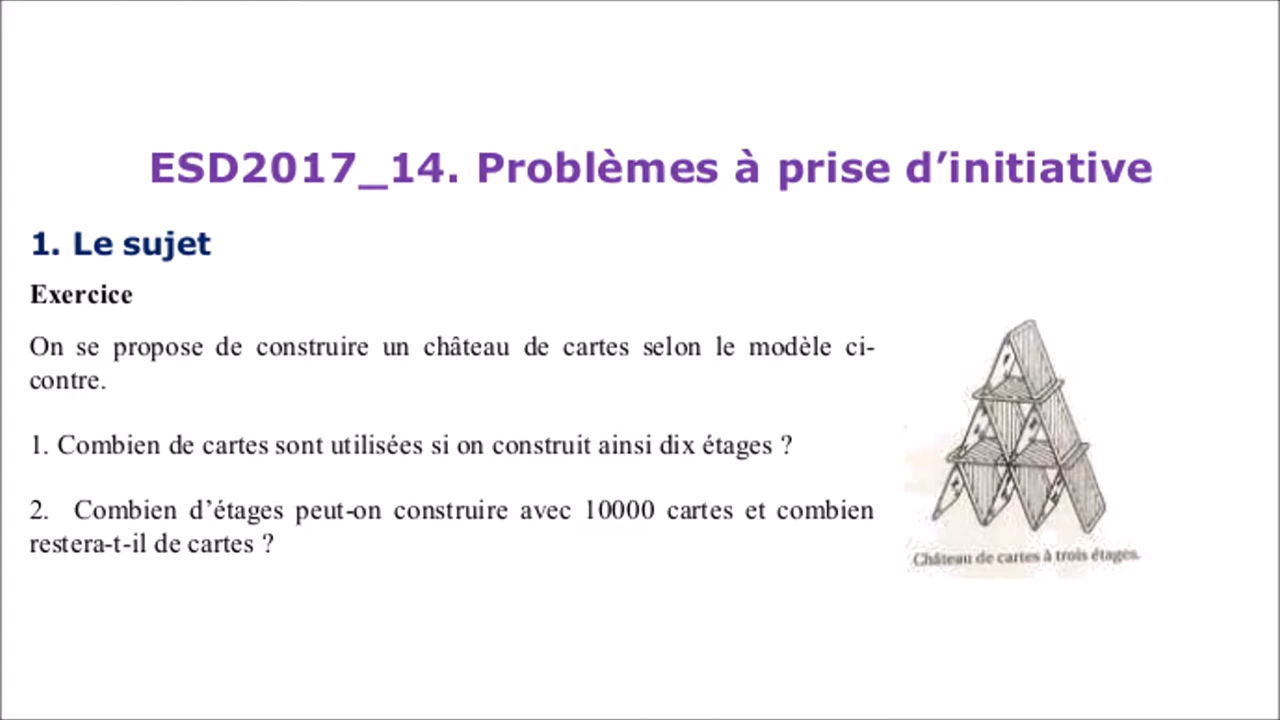 ESD2017_14. Problèmes à prise d’initiative
1. Le sujet
Exercice
On se propose de construire un château de cartes selon le modèle ci-
contre.
1. Combien de cartes sont utilisées si on construit ainsi dix étages ?
2. Combien d’étages peut-on construire avec 10000 cartes et combien
restera-t-il de cartes ?
Château de cartes à trois étages.